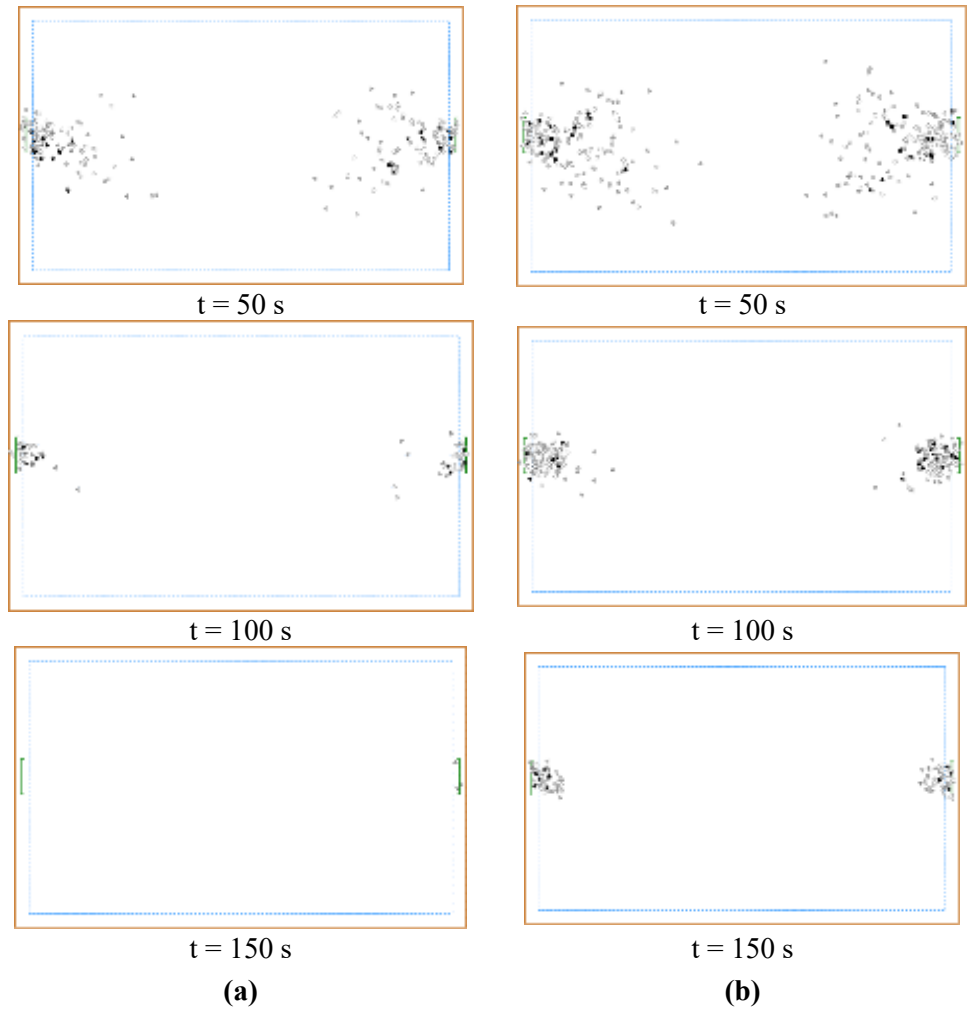 t = 50 s
t = 50 s
t = 100 s
t = 100 s
t = 150 s
t = 150 s
(a)
(b)